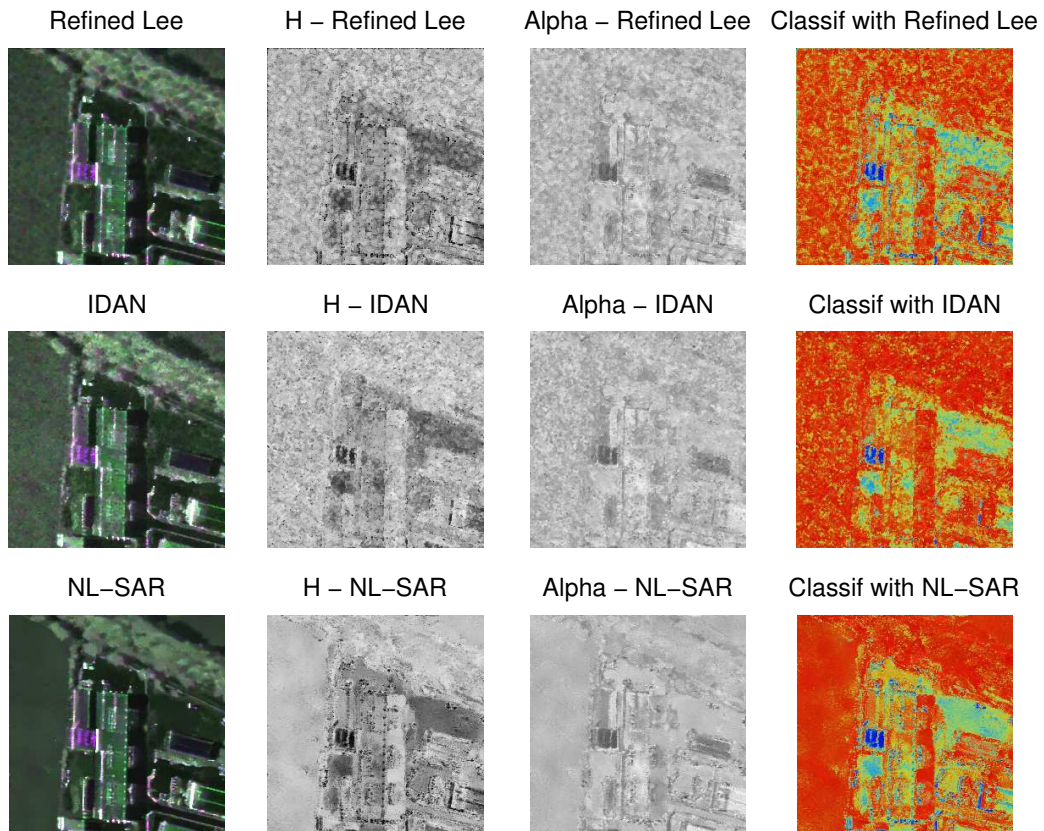 Refined Lee
H − Refined Lee
Alpha − Refined Lee
Classif with Refined Lee
IDAN
H − IDAN
Alpha − IDAN
Classif with IDAN
NL−SAR
H − NL−SAR
Alpha − NL−SAR
Classif with NL−SAR